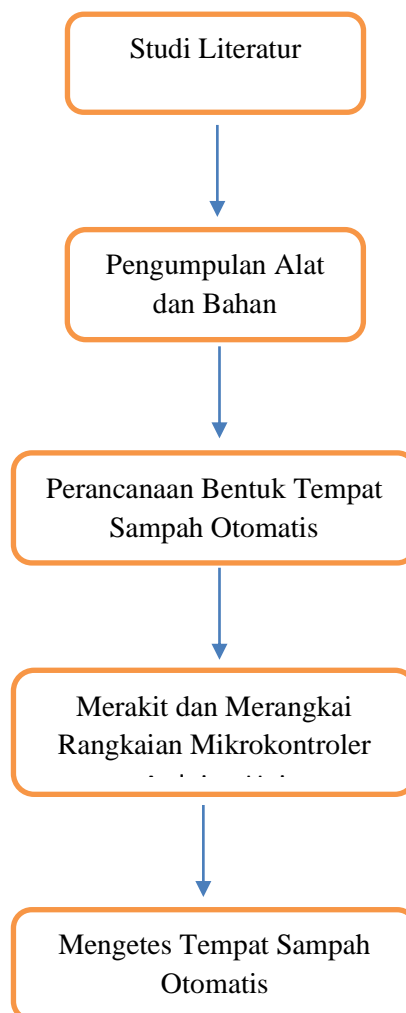 Studi Literatur
Pengumpulan Alat
dan Bahan
Perancanaan Bentuk Tempat
Sampah Otomatis
Merakit dan Merangkai
Rangkaian Mikrokontroler
Mengetes Tempat Sampah
Otomatis